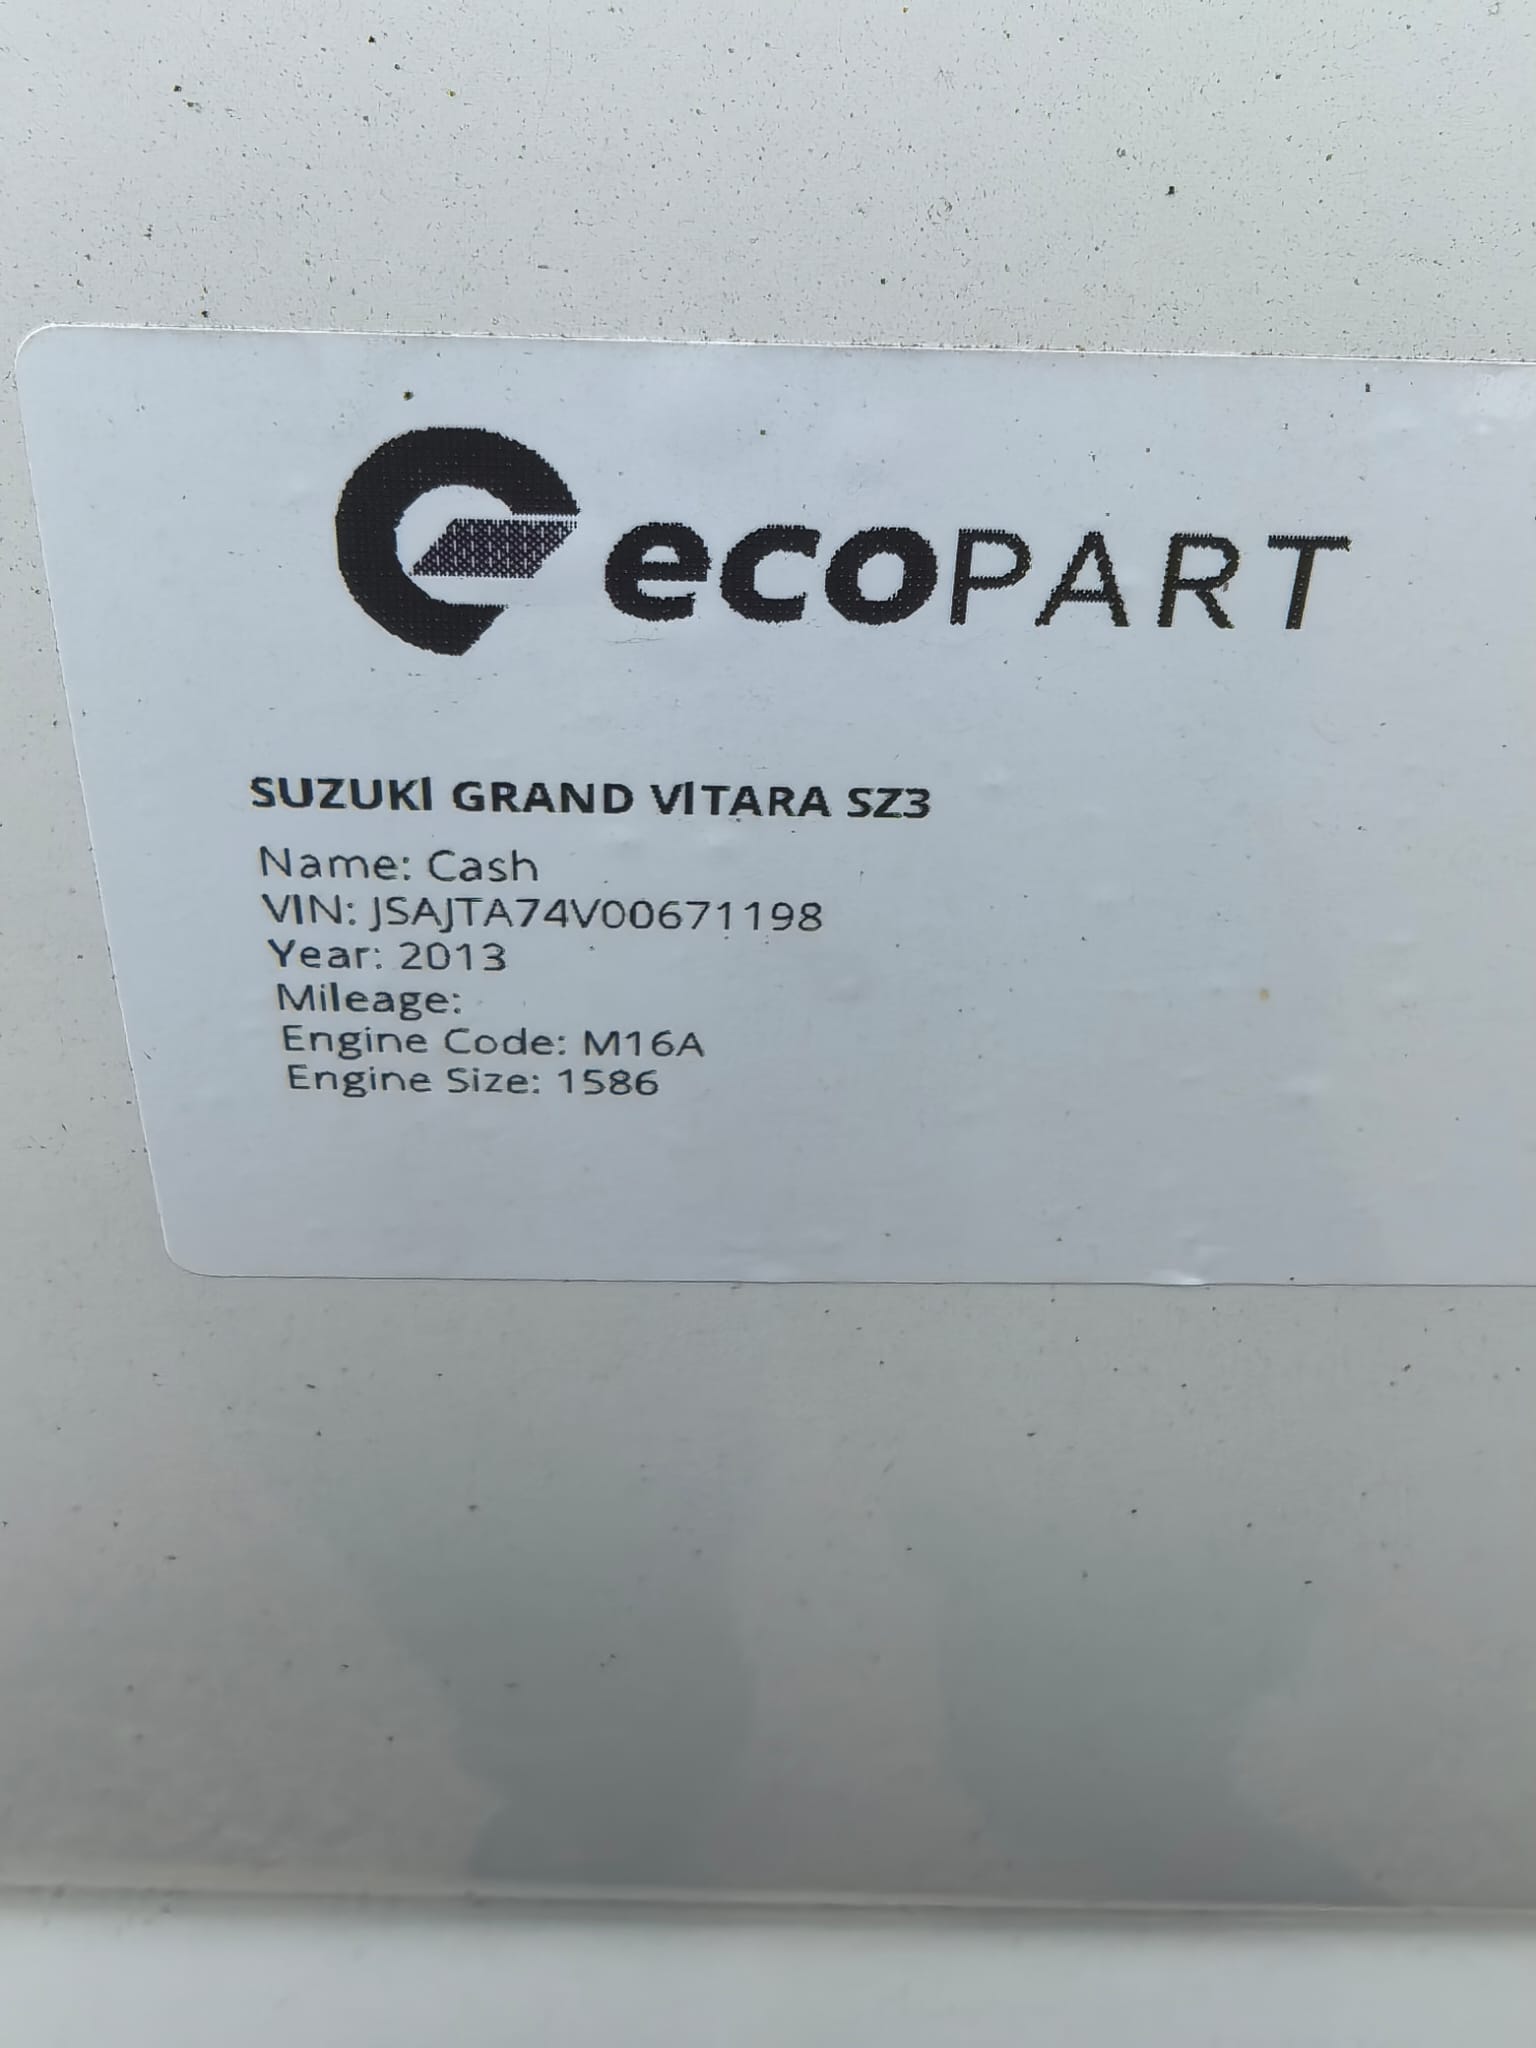 ecoPART
SUZUKI GRAND VITARA SZ3
Name: Cash
VIN: JSAJTA74V00671198
Year: 2013
Mileage:
Engine Code: M16A
Engine Size: 1586